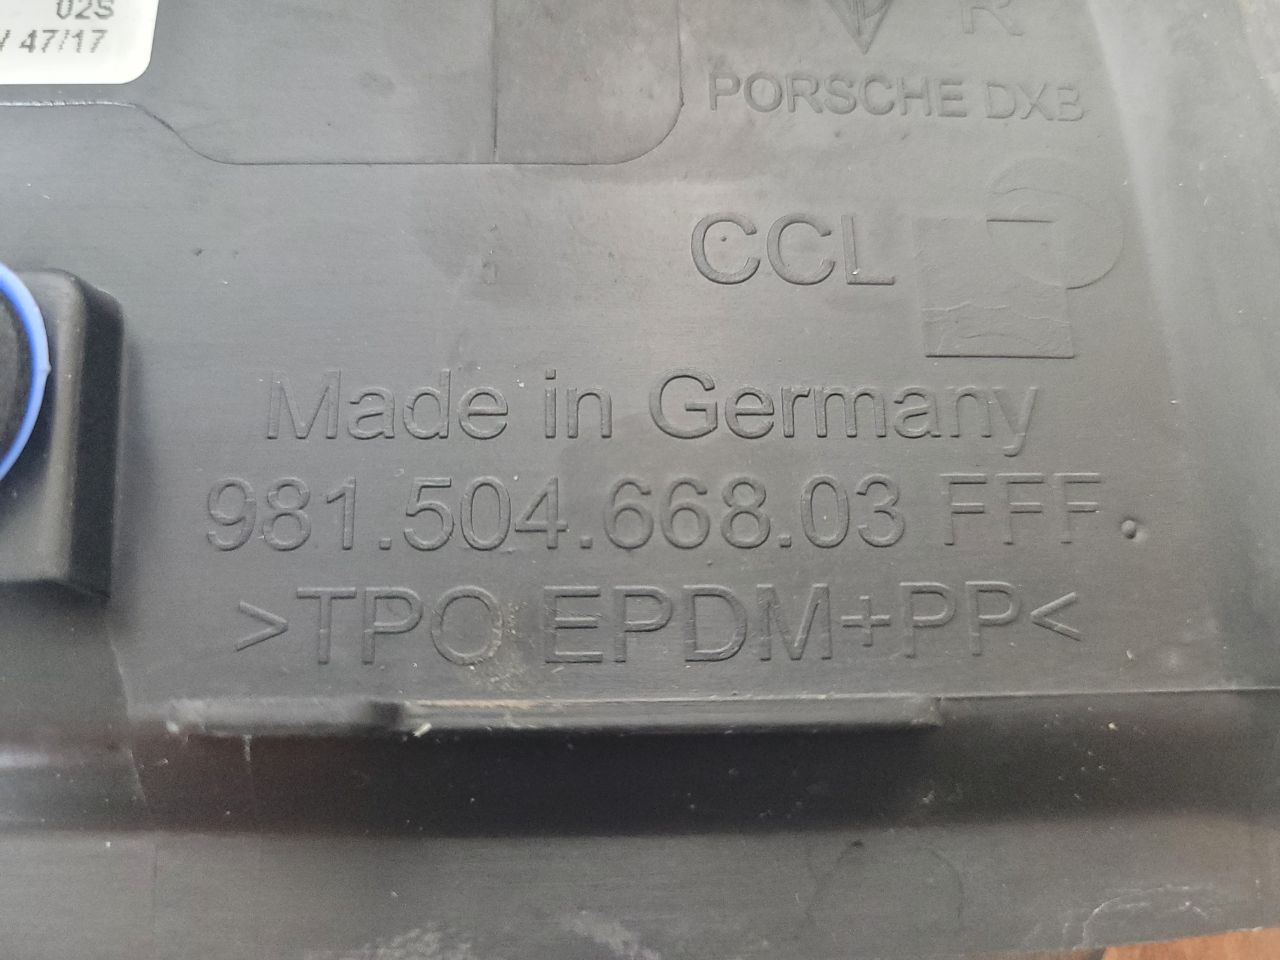 02S
47/17
R
PORSCHE DXB
CCL
Made in Germany
981.504.668.03 FFF.
>TPO EPDM+PP<